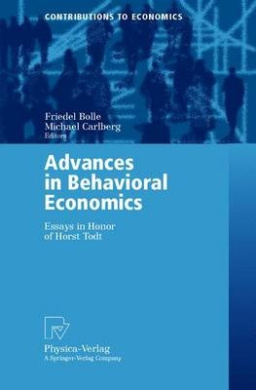 CONTRIBUTIONS TO ECONOMICS
Friedel Bolle
Michael Carlberg
Editors
Advances
in Behavioral
Economics
Essays in Honor
of Horst Todt
Physica-Verlag
A Springer-Verlag Company